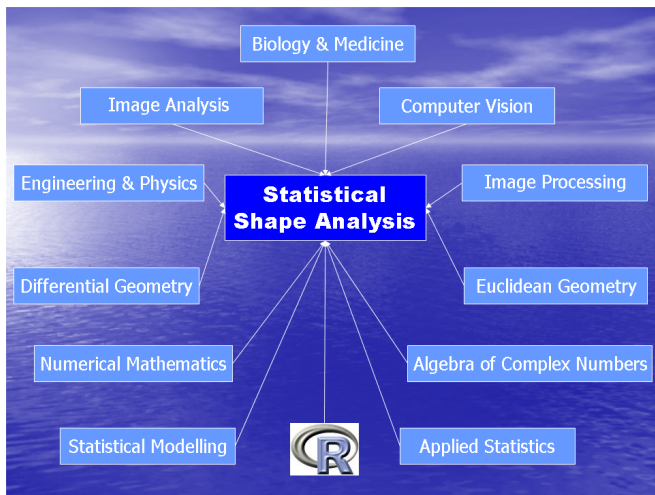 Biology & Medicine
Image Analysis
Computer Vision
Engineering & Physics
Statistical
Shape Analysis
Image Processing
Differential Geometry
Euclidean Geometry
Numerical Mathematics
Algebra of Complex Numbers
Statistical Modelling
R
Applied Statistics